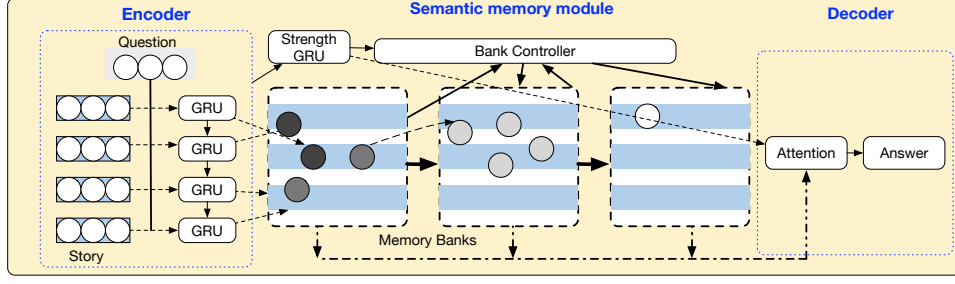 Encoder
Semantic memory module
Decoder
Question
Strength
GRU
Bank Controller
GRU
GRU
GRU
GRU
Attention
Answer
Memory Banks
Story